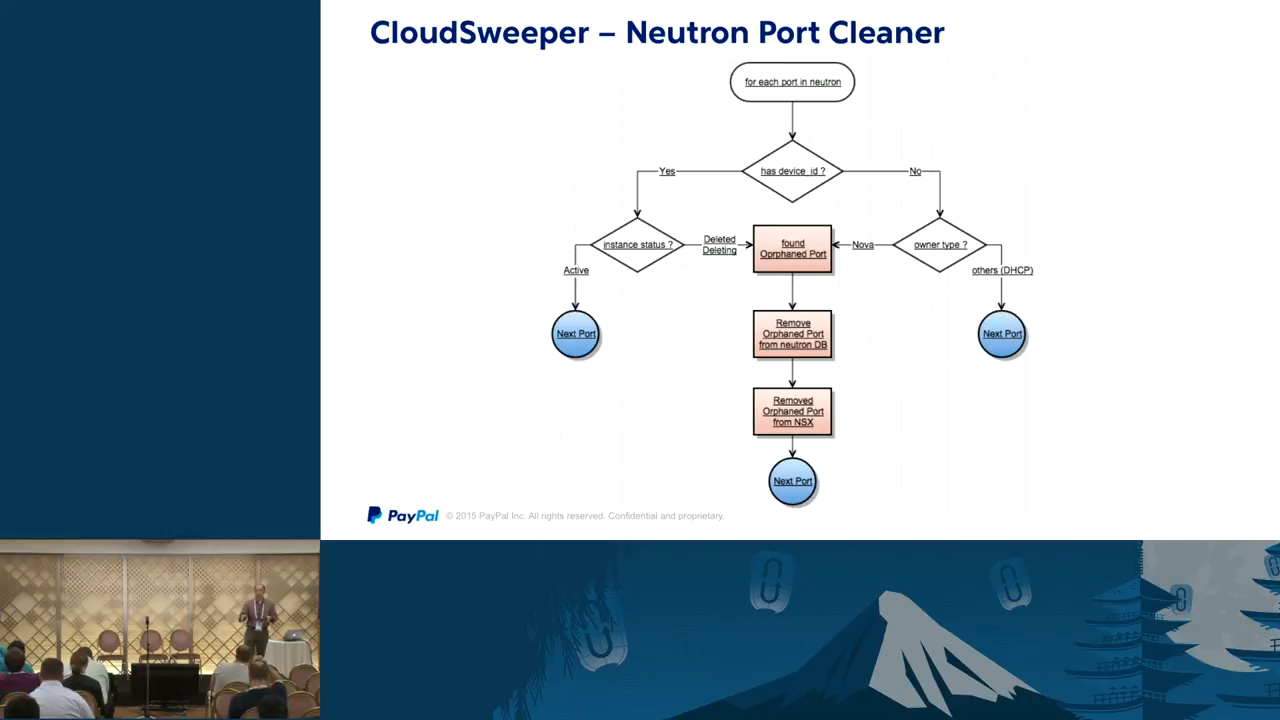 CloudSweeper – Neutron Port Cleaner
for each port in neutron
has device_id ?
Yes
No
instance status ?
Deleted
Deleting
found
Oprphaned Port
Nova
owner type ?
Active
others (DHCP)
Next Port
Remove
Orphaned Port
from neutron DB
Next Port
Removed
Orphaned Port
from NSX
Next Port
PayPal © 2015 PayPal Inc. All rights reserved. Confidential and proprietary.